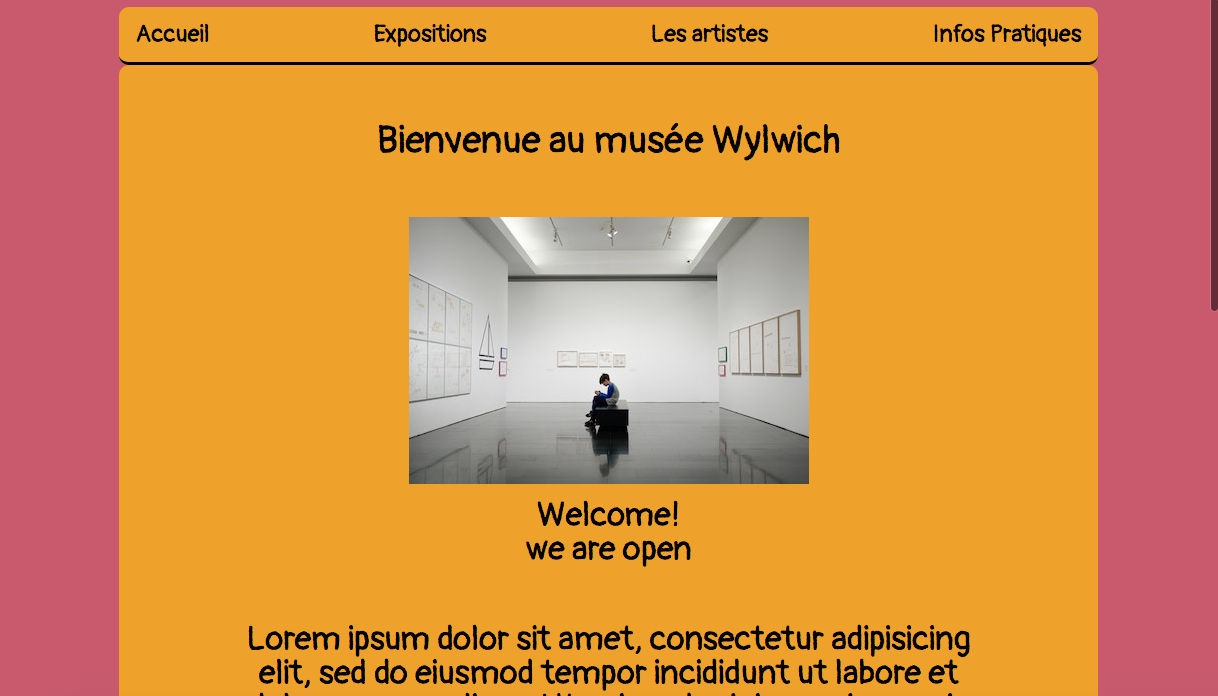 Accueil Expositions Les artistes Infos Pratiques
Bienvenue au musée Wylwich
Welcome!
we are open
Lorem ipsum dolor sit amet, consectetur adipisicing
elit, sed do eiusmod tempor incididunt ut labore et